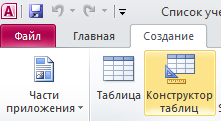 Список уче
Файл Главная Создание
Части приложения
Таблица
Конструктор таблиц